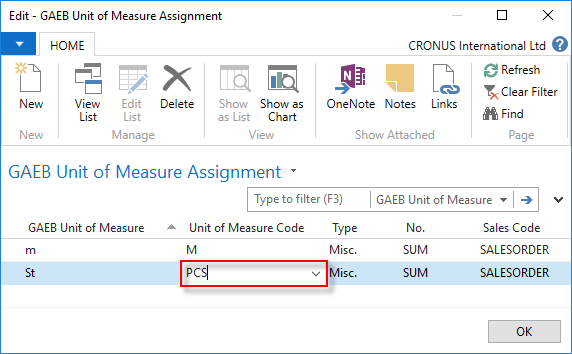 Edit - GAEB Unit of Measure Assignment
HOME
CRONUS International Ltd ?
New
View List
Edit List
Delete
Show as List
Show as Chart
OneNote
Notes
Links
Refresh
Clear Filter
Find
New
Manage
View
Show Attached
Page
GAEB Unit of Measure Assignment
Type to filter (F3)
GAEB Unit of Measure
GAEB Unit of Measure Unit of Measure Code Type No. Sales Code
m M Misc. SUM SALESORDER
St PCS Misc. SUM SALESORDER
OK